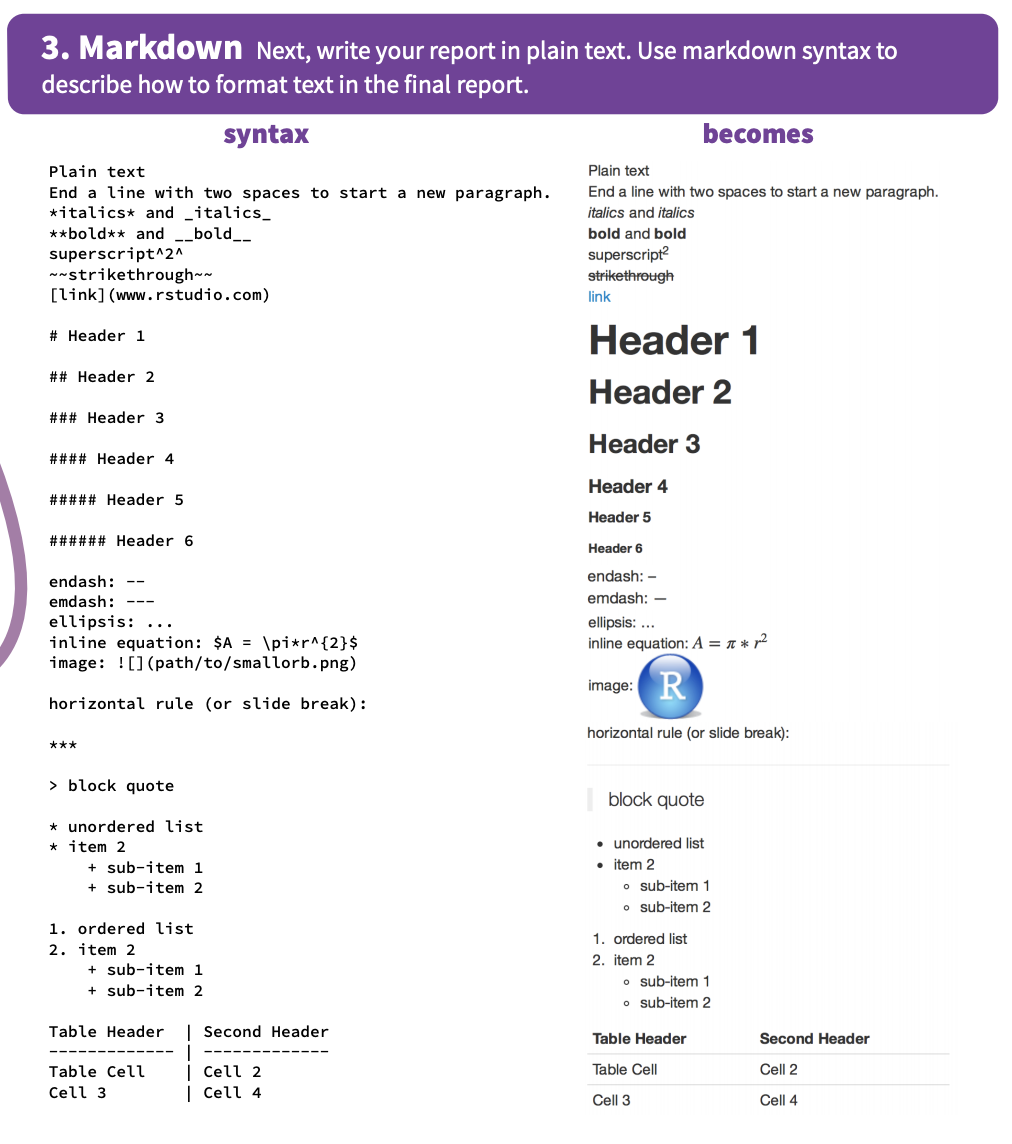 3. Markdown Next, write your report in plain text. Use markdown syntax to
describe how to format text in the final report.
syntax
Plain text
End a line with two spaces to start a new paragraph.
*italics* and _italics_
**bold** and __bold__
superscript^2^
~~strikethrough~~
[link](www.rstudio.com)
# Header 1
## Header 2
### Header 3
#### Header 4
##### Header 5
###### Header 6
endash: --
emdash: ---
ellipsis: ...
inline equation: $A = \pi*r^{2}$
image: ![](path/to/smallorb.png)
horizontal rule (or slide break):
***
> block quote
* unordered list
* item 2
    + sub-item 1
    + sub-item 2
1. ordered list
2. item 2
    + sub-item 1
    + sub-item 2
Table Header  | Second Header
------------- | -------------
Table Cell    | Cell 2
Cell 3        | Cell 4
becomes
Plain text
End a line with two spaces to start a new paragraph.
italics and italics
bold and bold
superscript²
strikethrough
link
Header 1
Header 2
Header 3
Header 4
Header 5
Header 6
endash: –
emdash: —
ellipsis: …
inline equation: A = π ∗ r²
image: R
horizontal rule (or slide break):
block quote
• unordered list
• item 2
◦ sub-item 1
◦ sub-item 2
1. ordered list
2. item 2
◦ sub-item 1
◦ sub-item 2
Table Header Second Header
Table Cell Cell 2
Cell 3 Cell 4